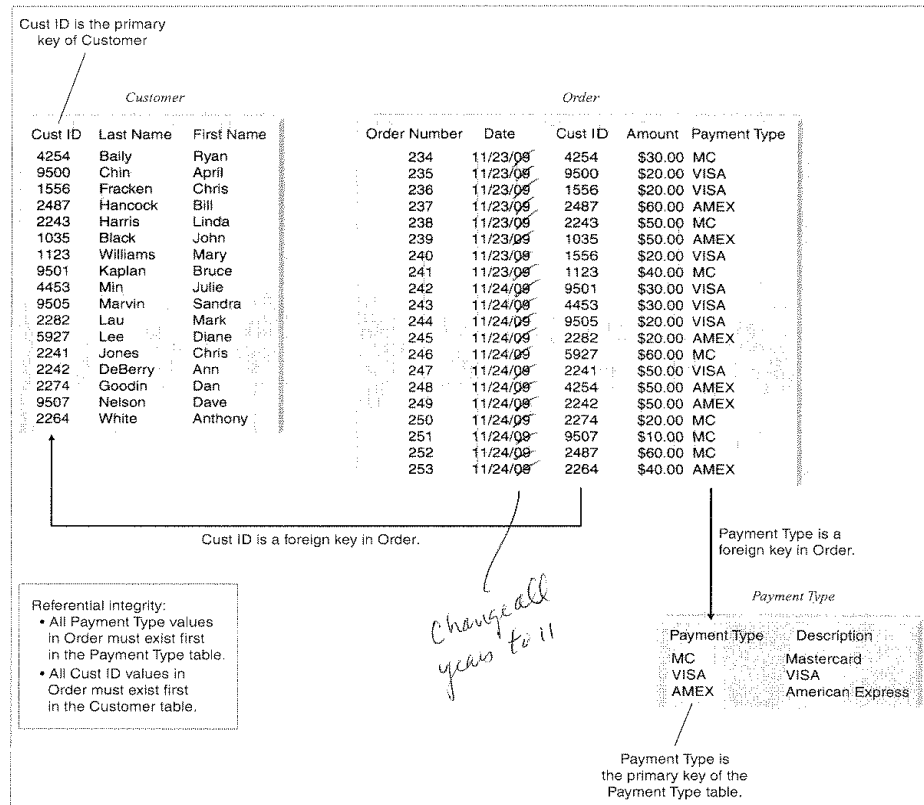 Cust ID is the primary
key of Customer
Customer
Cust ID Last Name First Name
4254 Baily Ryan
9500 Chin April
1556 Fracken Chris
2487 Hancock Bill
2243 Harris Linda
1035 Black John
1123 Williams Mary
9501 Kaplan Bruce
4453 Min Julie
9505 Marvin Sandra
2282 Lau Mark
5927 Lee Diane
2241 Jones Chris
2242 DeBerry Ann
2274 Goodin Dan
9507 Nelson Dave
2264 White Anthony
Order
Order Number Date Cust ID Amount Payment Type
234 11/23/09 4254 $30.00 MC
235 11/23/09 9500 $20.00 VISA
236 11/23/09 1556 $20.00 VISA
237 11/23/09 2487 $60.00 AMEX
238 11/23/09 2243 $50.00 MC
239 11/23/09 1035 $50.00 AMEX
240 11/23/09 1556 $20.00 VISA
241 11/23/09 1123 $40.00 MC
242 11/24/09 9501 $30.00 VISA
243 11/24/09 4453 $30.00 VISA
244 11/24/09 9505 $20.00 VISA
245 11/24/09 2282 $20.00 AMEX
246 11/24/09 5927 $60.00 MC
247 11/24/09 2241 $50.00 VISA
248 11/24/09 4254 $50.00 AMEX
249 11/24/09 2242 $50.00 AMEX
250 11/24/09 2274 $20.00 MC
251 11/24/09 9507 $10.00 MC
252 11/24/09 2487 $60.00 MC
253 11/24/09 2264 $40.00 AMEX
Cust ID is a foreign key in Order.
Payment Type is a
foreign key in Order.
Referential integrity:
• All Payment Type values
in Order must exist first
in the Payment Type table.
• All Cust ID values in
Order must exist first
in the Customer table.
Change all
years to 11
Payment Type
Payment Type Description
MC Mastercard
VISA VISA
AMEX American Express
Payment Type is
the primary key of the
Payment Type table.